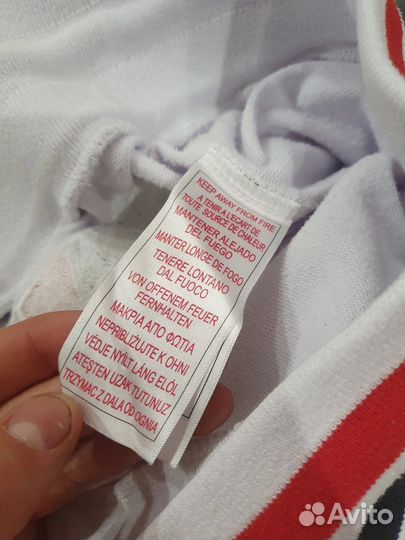 KEEP AWAY FROM FIRE
A TENIR A L'ECART DE
TOUTE SOURCE DE CHALEUR
MANTENER ALEJADO
DEL FUEGO
MANTER LONGE DE FOGO
TENERE LONTANO
DAL FUOCO
VON OFFENEM FEUER
FERNHALTEN
ΜΑΚΡΙΑ ΑΠΟ ΦΩΤΙΑ
NEPRIBLIŽUJTE K OHNI
VÉDJE NYÍLT LÁNG ELŐL
ATEŞTEN UZAK TUTUNUZ
TRZYMAC Z DALA OD OGNIA
Avito